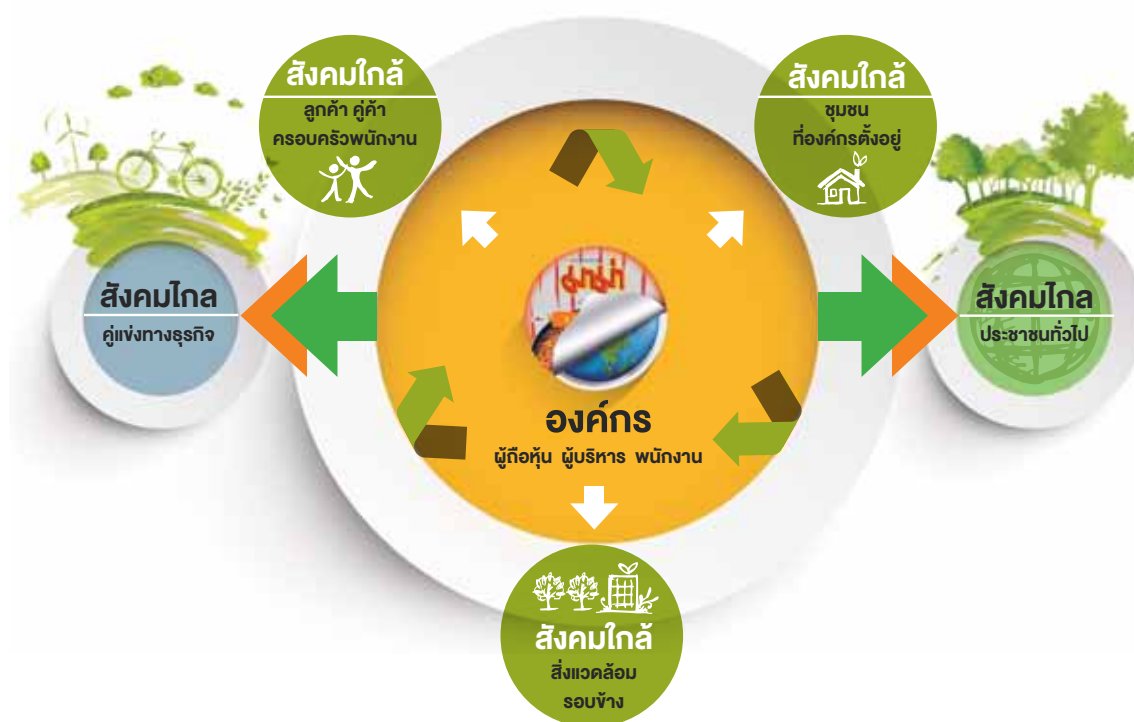 สังคมใกล้
ลูกค้า คู่ค้า
ครอบครัวพนักงาน
สังคมใกล้
ชุมชน
ที่องค์กรตั้งอยู่
สังคมไกล
คู่แข่งทางธุรกิจ
มาม่า
สังคมไกล
ประชาชนทั่วไป
องค์กร
ผู้ถือหุ้น ผู้บริหาร พนักงาน
สังคมใกล้
สิ่งแวดล้อม
รอบข้าง